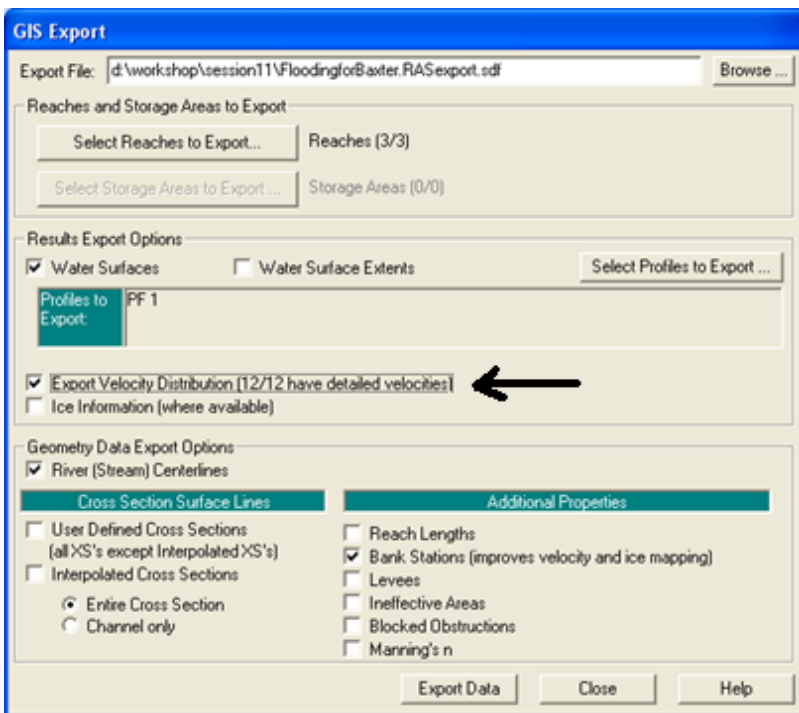 GIS Export
Export File: d:\workshop\session11\FloodingforBaxter.RASexport.sdf Browse ...
Reaches and Storage Areas to Export
Select Reaches to Export... Reaches (3/3)
Select Storage Areas to Export ... Storage Areas (0/0)
Results Export Options
Water Surfaces Water Surface Extents Select Profiles to Export ...
Profiles to Export: PF 1
Export Velocity Distribution (12/12 have detailed velocities)
Ice Information (where available)
Geometry Data Export Options
River (Stream) Centerlines
Cross Section Surface Lines
User Defined Cross Sections
(all XS's except Interpolated XS's)
Interpolated Cross Sections
Entire Cross Section
Channel only
Additional Properties
Reach Lengths
Bank Stations (improves velocity and ice mapping)
Levees
Ineffective Areas
Blocked Obstructions
Manning's n
Export Data Close Help